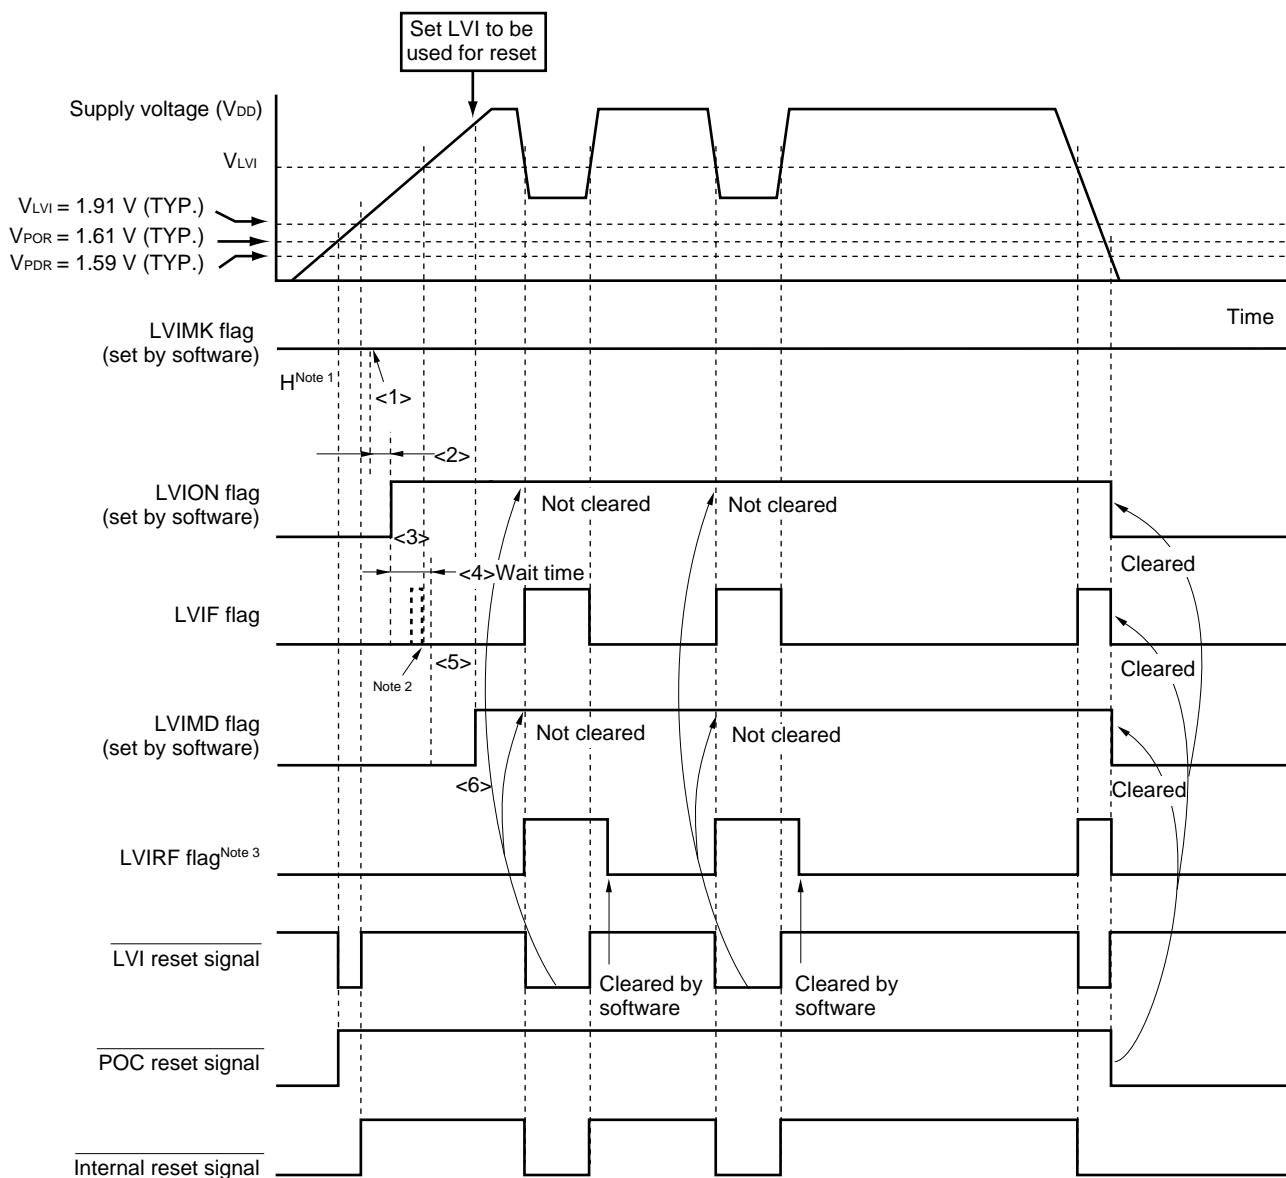 Set LVI to be
used for reset
Supply voltage (VDD)
VLVI
VLVI = 1.91 V (TYP.)
VPOR = 1.61 V (TYP.)
VPDR = 1.59 V (TYP.)
Time
LVIMK flag
(set by software)
H Note 1
<1>
<2>
LVION flag
(set by software)
Not cleared
Not cleared
<3>
Cleared
<4>Wait time
LVIF flag
<5>
Note 2
Cleared
LVIMD flag
(set by software)
Not cleared
Not cleared
<6>
Cleared
LVIRF flag Note 3
LVI reset signal
Cleared by
software
Cleared by
software
POC reset signal
Internal reset signal